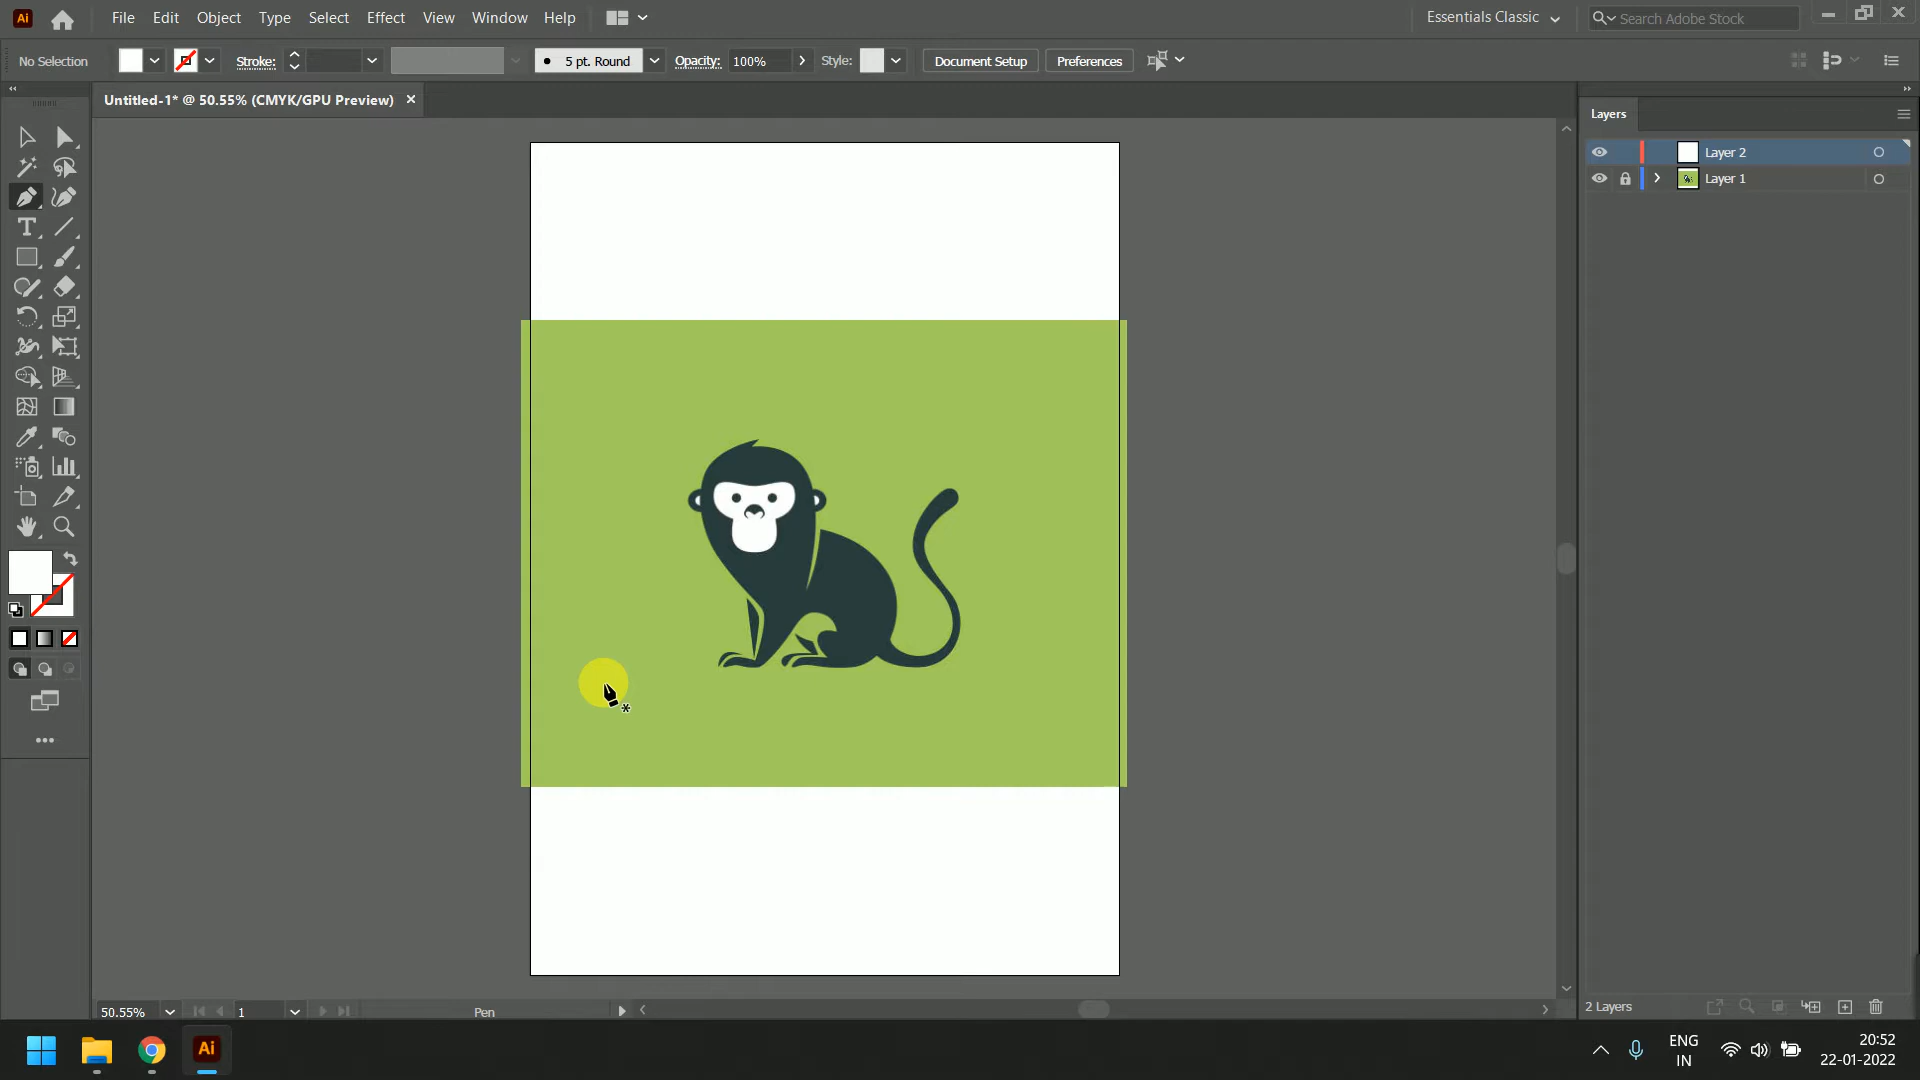 Ai File Edit Object Type Select Effect View Window Help Essentials Classic Search Adobe Stock
No Selection Stroke: 5 pt. Round Opacity: 100% Style: Document Setup Preferences
Untitled-1* @ 50.55% (CMYK/GPU Preview)
Layers
Layer 2
Layer 1
T
50.55% 1 Pen 2 Layers
Ai ENG 20:52
IN 22-01-2022